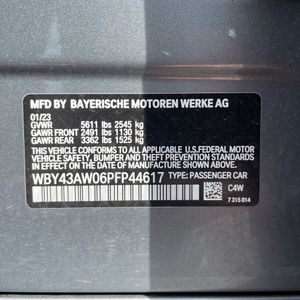 MFD BY BAYERISCHE MOTOREN WERKE AG
01/23
GVWR 5611 lbs 2545 kg
GAWR FRONT 2491 lbs 1130 kg
GAWR REAR 3362 lbs 1525 kg
THIS VEHICLE CONFORMS TO ALL APPLICABLE U.S. FEDERAL MOTOR
VEHICLE SAFETY, BUMPER, AND THEFT PREVENTION STANDARDS
IN EFFECT ON THE DATE OF MANUFACTURE SHOWN ABOVE.
WBY43AW06PFP44617 TYPE: PASSENGER CAR
C4W
7 315 814